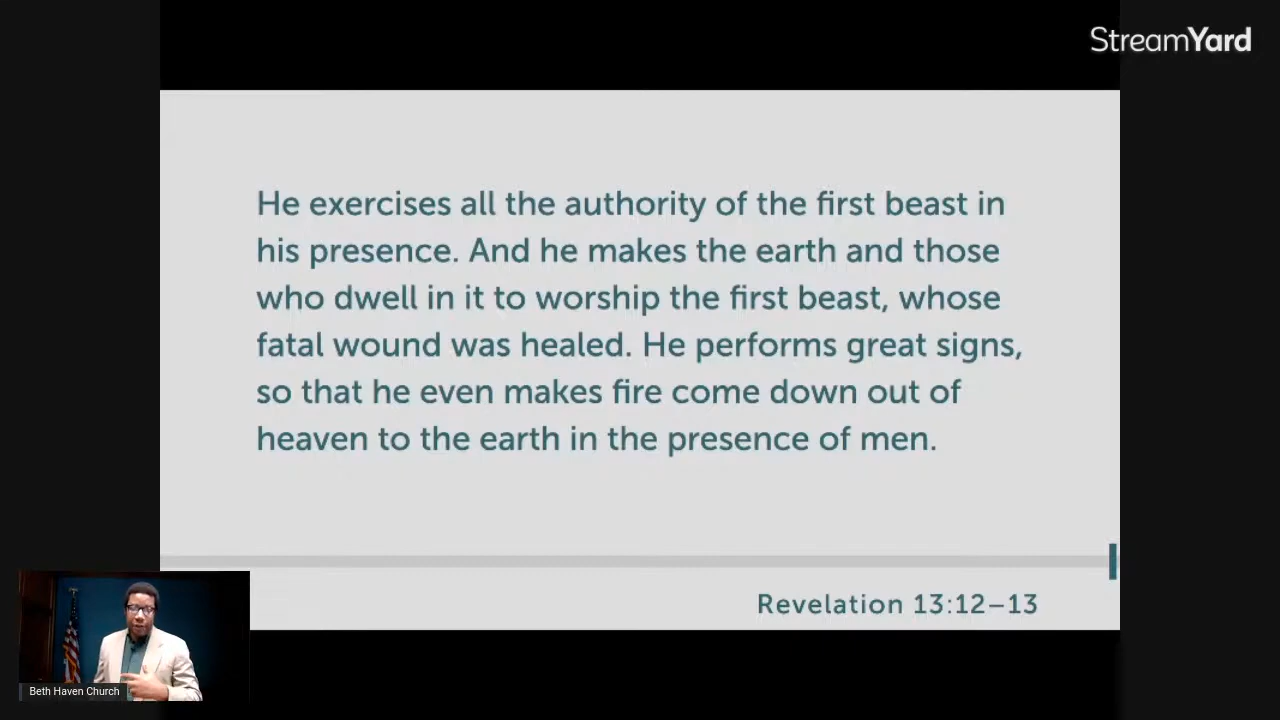 StreamYard
He exercises all the authority of the first beast in
his presence. And he makes the earth and those
who dwell in it to worship the first beast, whose
fatal wound was healed. He performs great signs,
so that he even makes fire come down out of
heaven to the earth in the presence of men.
Revelation 13:12–13
Beth Haven Church